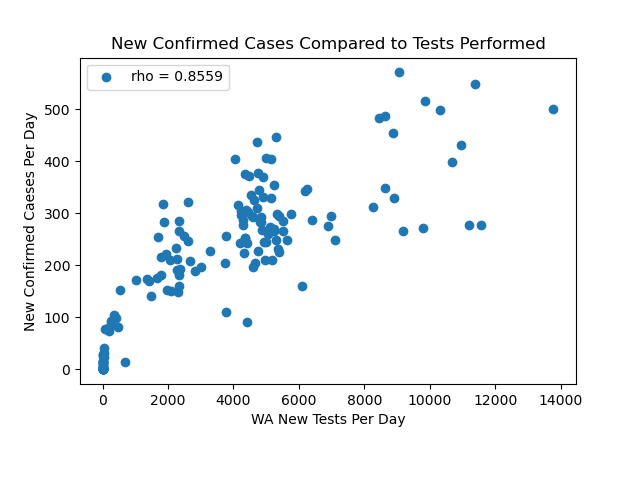 New Confirmed Cases Compared to Tests Performed
rho = 0.8559
New Confirmed Caeses Per Day
500
400
300
200
100
0
0 2000 4000 6000 8000 10000 12000 14000
WA New Tests Per Day